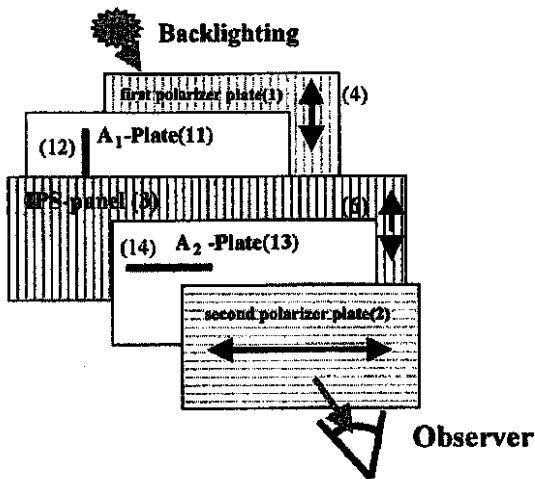 Backlighting
first polarizer plate(1)
(4)
(12)
A1-Plate(11)
IPS-panel (3)
(6)
(14)
A2-Plate(13)
second polarizer plate(2)
Observer